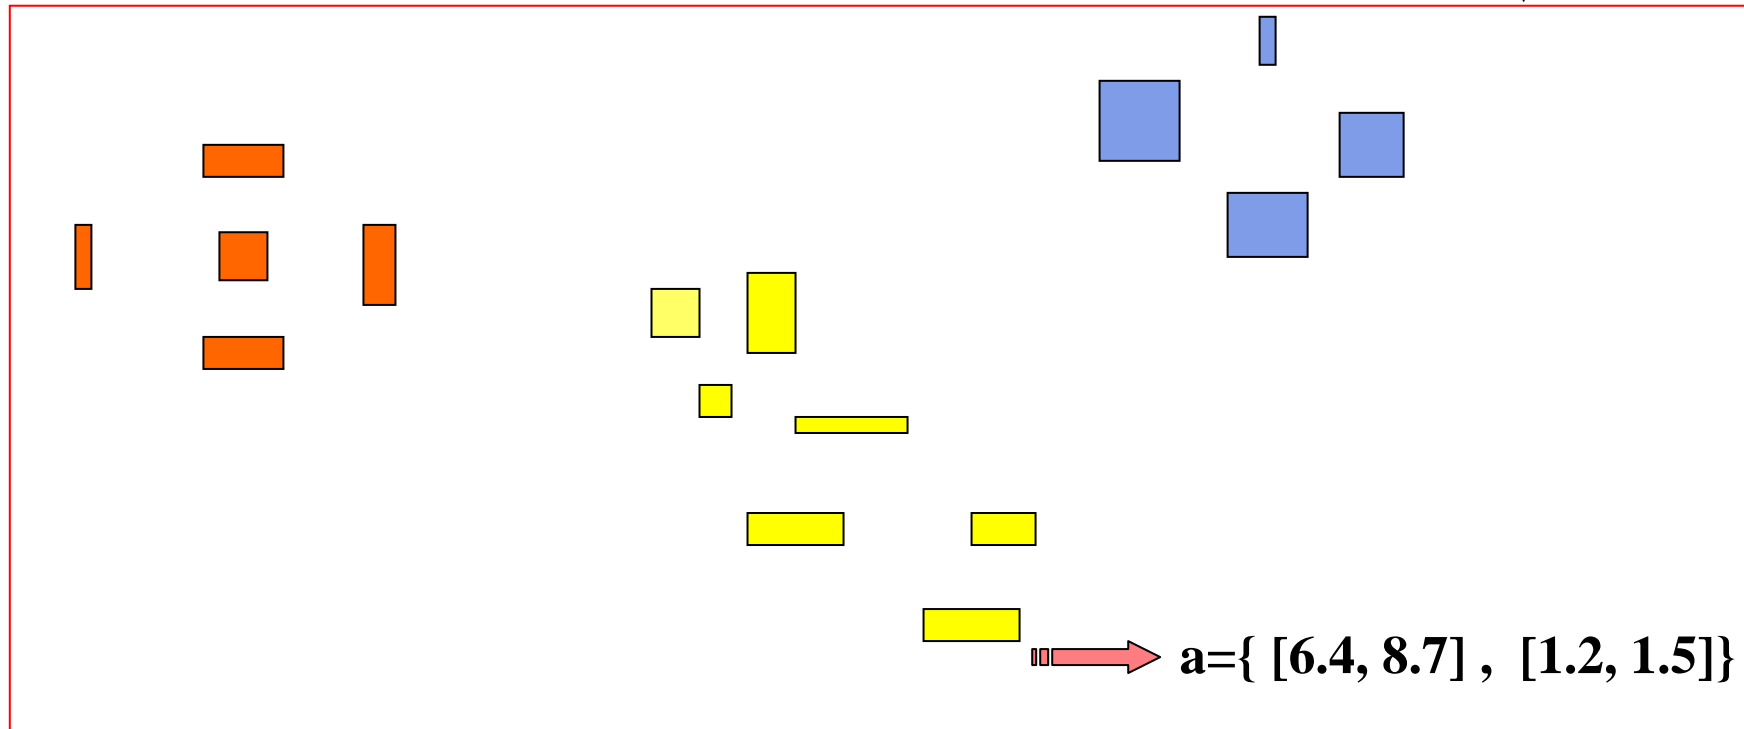 a={ [6.4, 8.7] , [1.2, 1.5]}